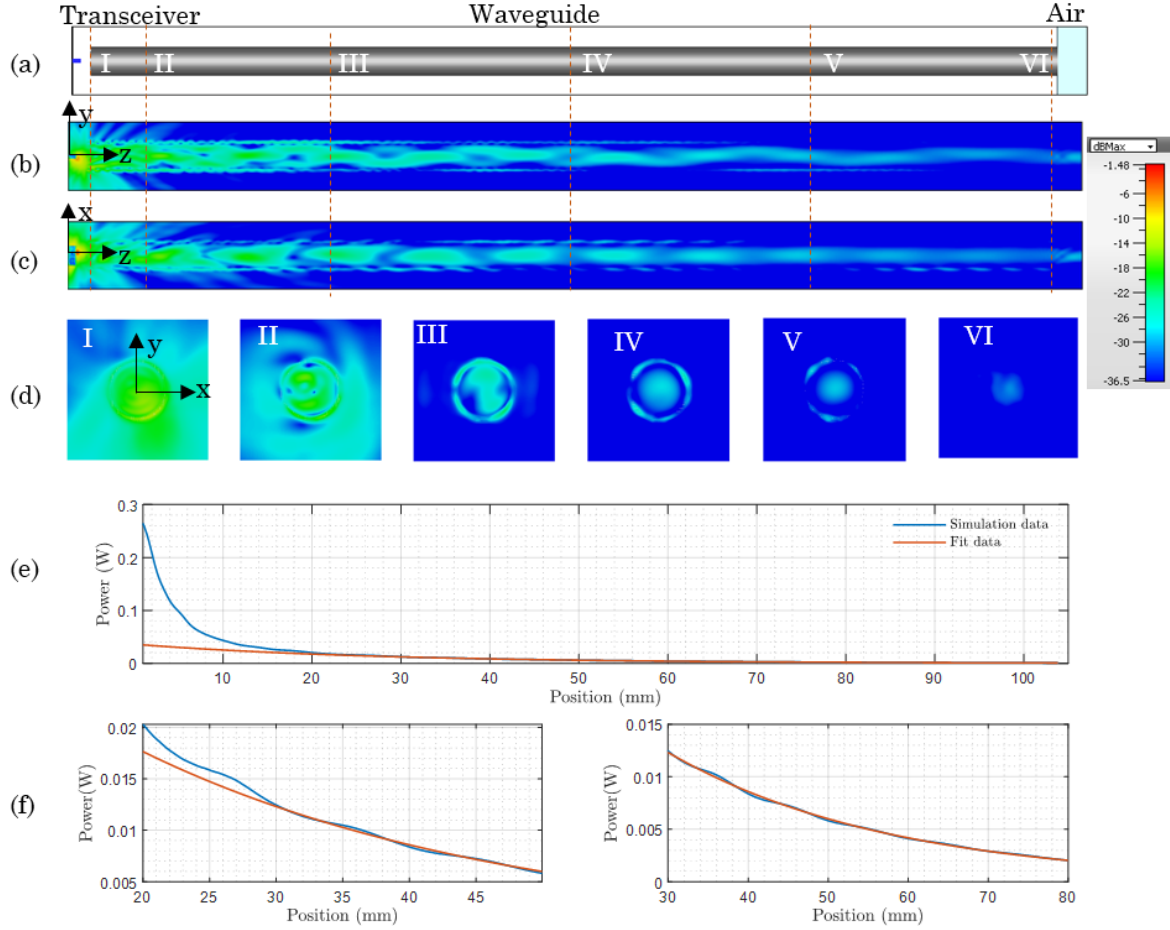 Transceiver Waveguide Air
(a) I II III IV V VI
y
(b) z
dBMax
x
(c) z
-1.48
-6
-10
-14
-18
-22
-26
-30
-36.5
(d) I y x II III IV V VI
0.3
0.2
0.1
0
Power (W)
Simulation data
Fit data
(e)
10 20 30 40 50 60 70 80 90 100
Position (mm)
(f)
0.02
0.015
0.01
0.005
Power(W)
20 25 30 35 40 45
Position (mm)
0.015
0.01
0.005
0
Power(W)
30 40 50 60 70 80
Position (mm)